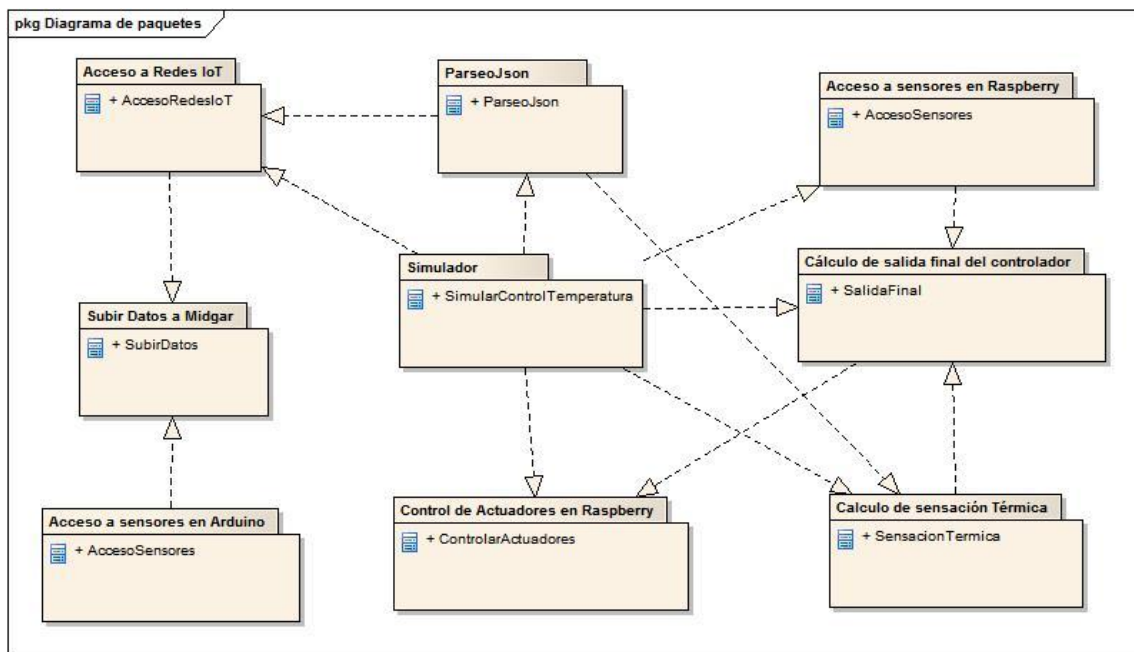 pkg Diagrama de paquetes
Acceso a Redes IoT
+ AccesoRedesIoT
ParseoJson
+ ParseoJson
Acceso a sensores en Raspberry
+ AccesoSensores
Simulador
+ SimularControlTemperatura
Cálculo de salida final del controlador
+ SalidaFinal
Subir Datos a Midgar
+ SubirDatos
Acceso a sensores en Arduino
+ AccesoSensores
Control de Actuadores en Raspberry
+ ControlarActuadores
Calculo de sensación Térmica
+ SensacionTermica